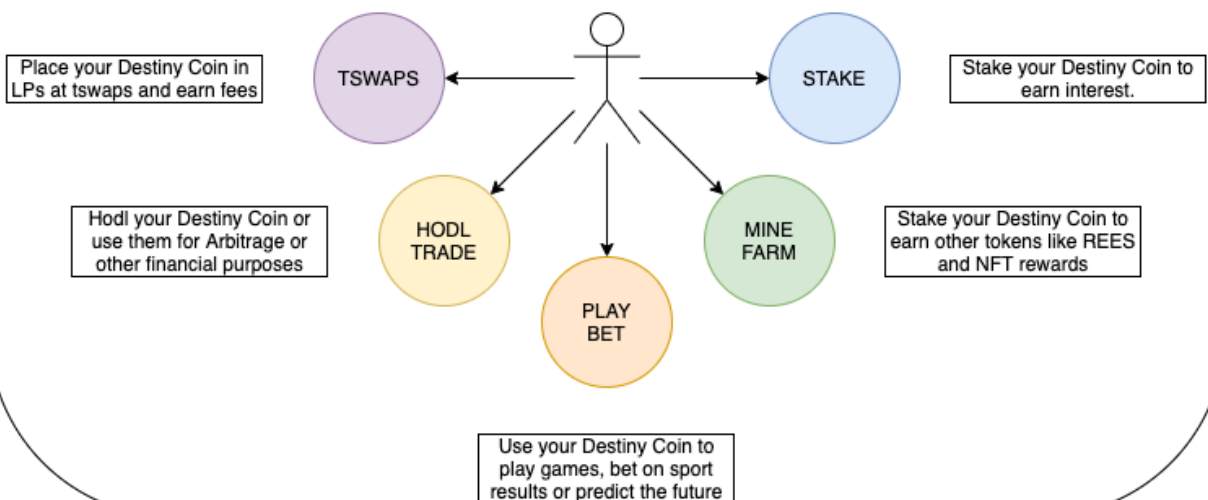 Place your Destiny Coin in
LPs at tswaps and earn fees
TSWAPS
STAKE
Stake your Destiny Coin to
earn interest.
Hodl your Destiny Coin or
use them for Arbitrage or
other financial purposes
HODL
TRADE
MINE
FARM
Stake your Destiny Coin to
earn other tokens like REES
and NFT rewards
PLAY
BET
Use your Destiny Coin to
play games, bet on sport
results or predict the future